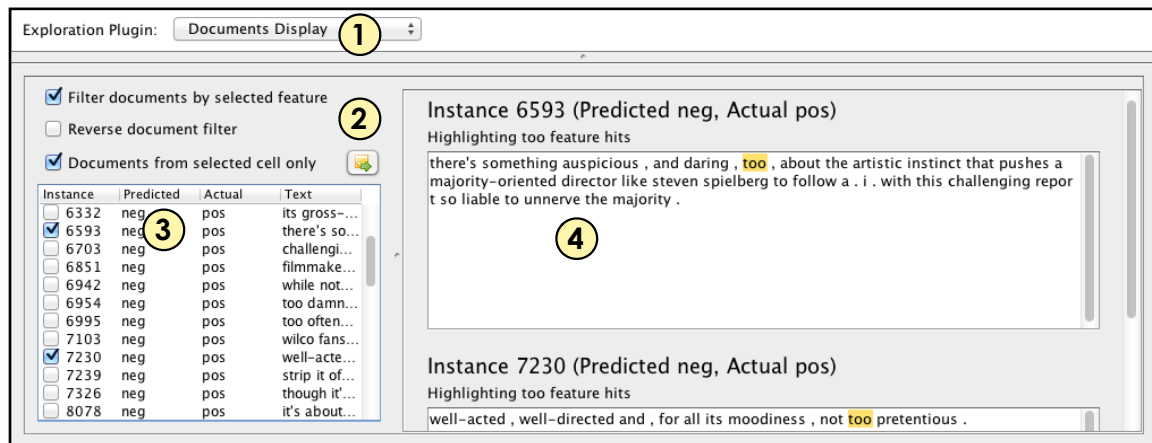 Exploration Plugin: Documents Display 1
Filter documents by selected feature
2
Reverse document filter
Documents from selected cell only
Instance Predicted Actual Text
6332 neg pos its gross-...
6593 neg pos there's so...
3
6703 neg pos challengi...
6851 neg pos filmmake...
6942 neg pos while not...
6954 neg pos too damn...
6995 neg pos too often...
7103 neg pos wilco fans...
7230 neg pos well-acte...
7239 neg pos strip it of...
7326 neg pos though it'...
8078 neg pos it's about...
Instance 6593 (Predicted neg, Actual pos)
Highlighting too feature hits
there's something auspicious , and daring , too , about the artistic instinct that pushes a
majority-oriented director like steven spielberg to follow a . i . with this challenging repor
t so liable to unnerve the majority .
4
Instance 7230 (Predicted neg, Actual pos)
Highlighting too feature hits
well-acted , well-directed and , for all its moodiness , not too pretentious .